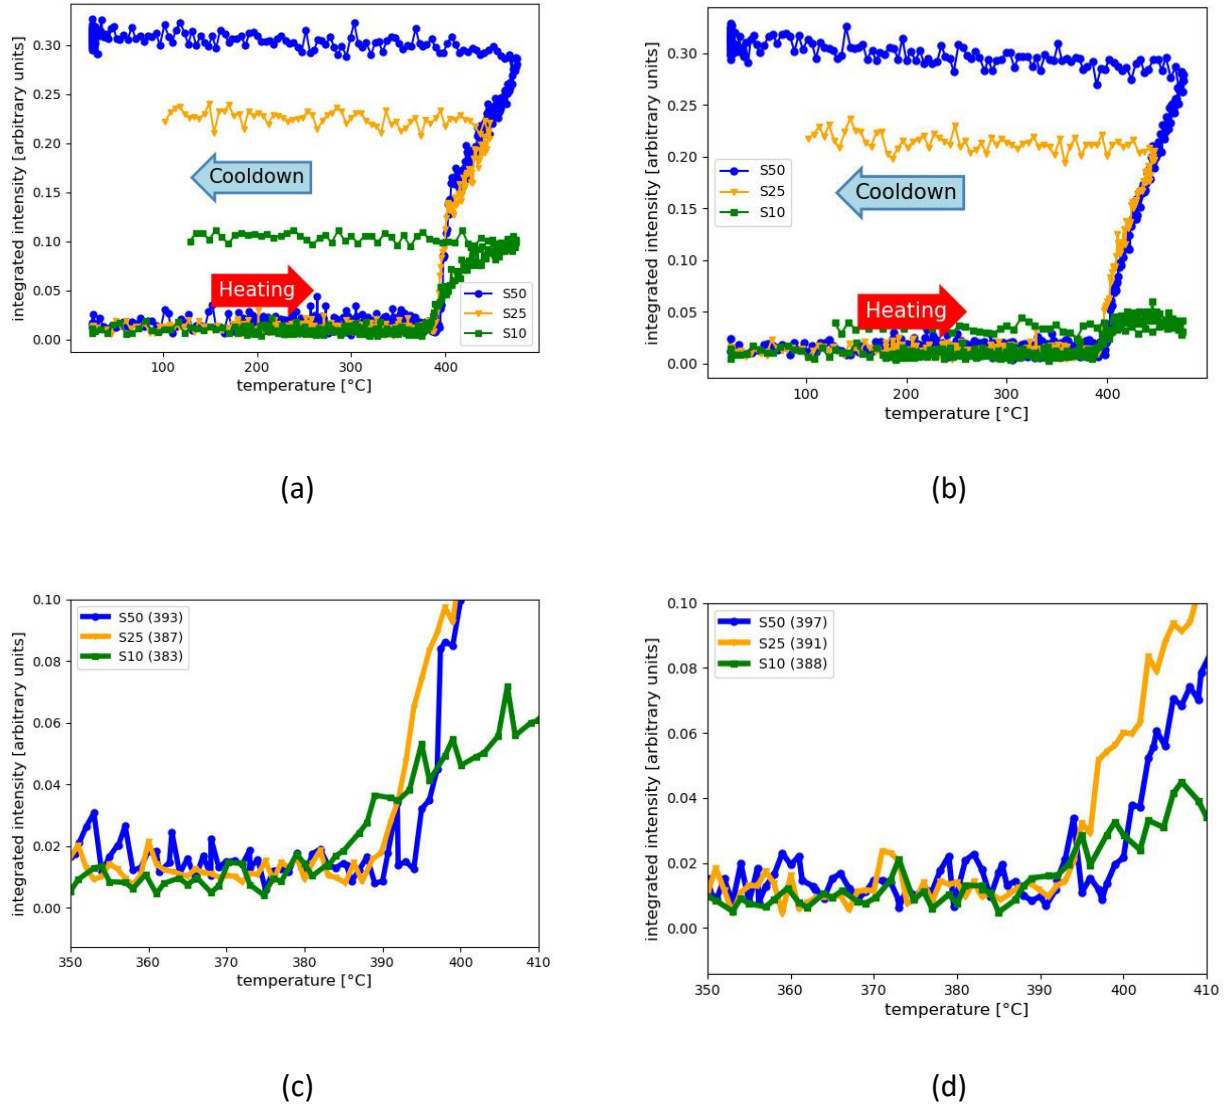 integrated intensity [arbitrary units]
0.30
0.25
0.20
0.15
0.10
0.05
0.00
Cooldown
Heating
S50
S25
S10
100
200
300
400
temperature [°C]
(a)
integrated intensity [arbitrary units]
0.30
0.25
0.20
0.15
0.10
0.05
0.00
S50
S25
S10
Cooldown
Heating
100
200
300
400
temperature [°C]
(b)
integrated intensity [arbitrary units]
0.10
0.08
0.06
0.04
0.02
0.00
S50 (393)
S25 (387)
S10 (383)
350
360
370
380
390
400
410
temperature [°C]
(c)
integrated intensity [arbitrary units]
0.10
0.08
0.06
0.04
0.02
0.00
S50 (397)
S25 (391)
S10 (388)
350
360
370
380
390
400
410
temperature [°C]
(d)